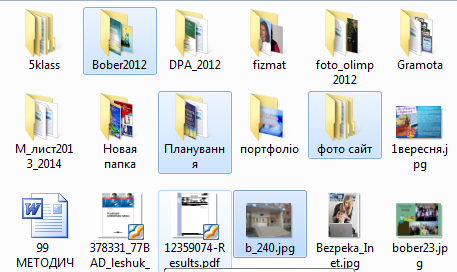 5klass Bober2012 DPA_2012 fizmat foto_olimp Gramota
2012
М_лист201 Новая Плануванн портфоліо фото сайт 1вересня.j
3_2014 папка я pg
99 378331_77B 12359074-R b_240.jpg Bezpeka_In bober23.jp
МЕТОДИЧ AD_leshuk_ esults.pdf et.jpg g